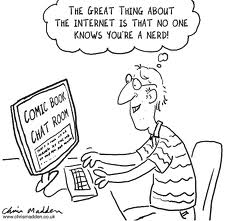 THE GREAT THING ABOUT
THE INTERNET IS THAT NO ONE
KNOWS YOU'RE A NERD!
COMIC BOOK
CHAT ROOM
Chris Madden
www.chrismadden.co.uk